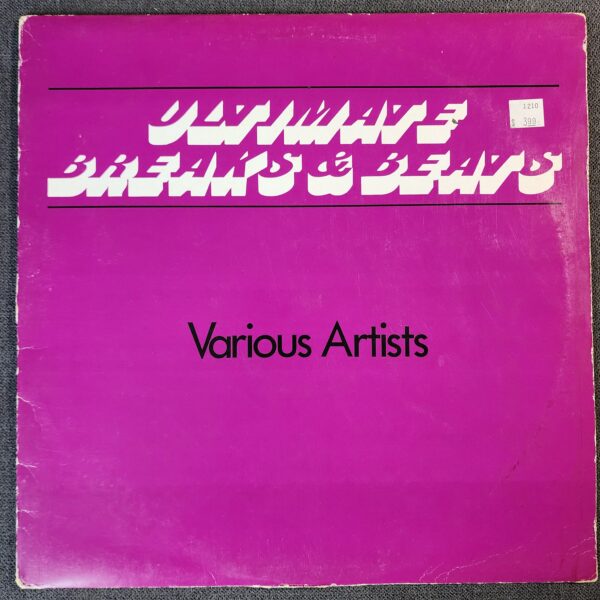 ULTIMATE
BREAKS & BEATS
1210
$ 399
Various Artists